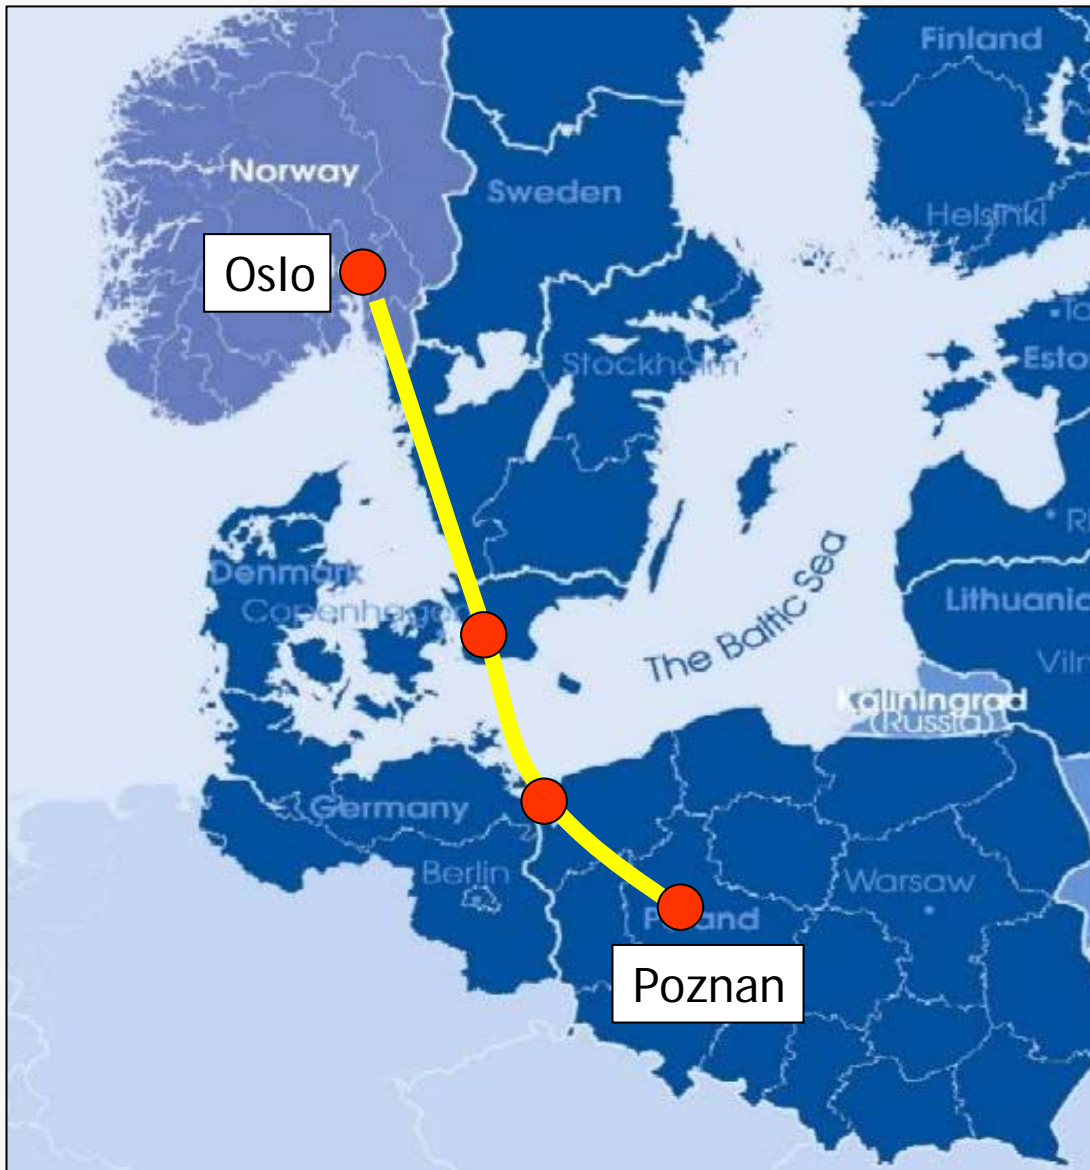 Finland
Norway
Sweden
Helsinki
Oslo
Stockholm
Esto
Denmark
Copenhagen
The Baltic Sea
Lithuania
Viln
Kaliningrad
(Russia)
Germany
Berlin
Warsaw
Poland
Poznan